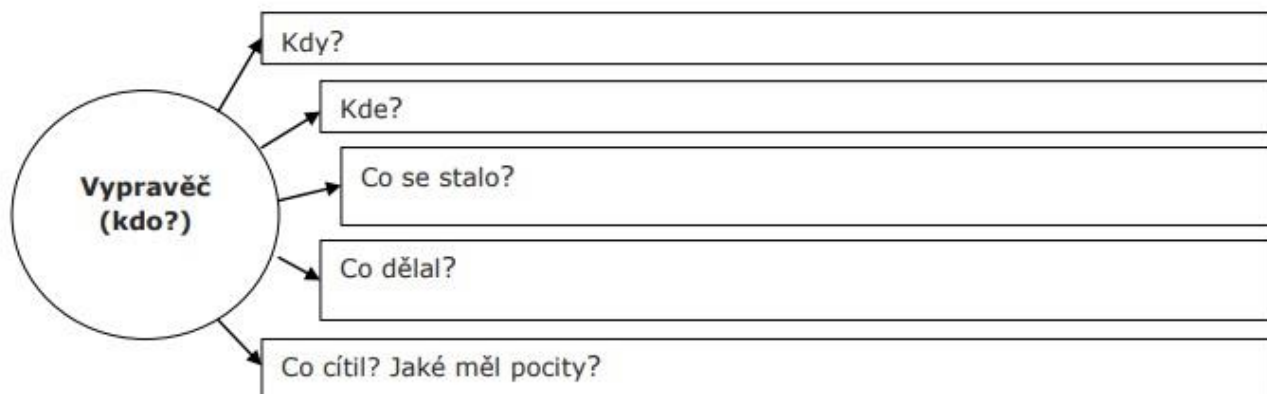 Kdy?
Kde?
Co se stalo?
Vypravěč
(kdo?)
Co dělal?
Co cítil? Jaké měl pocity?